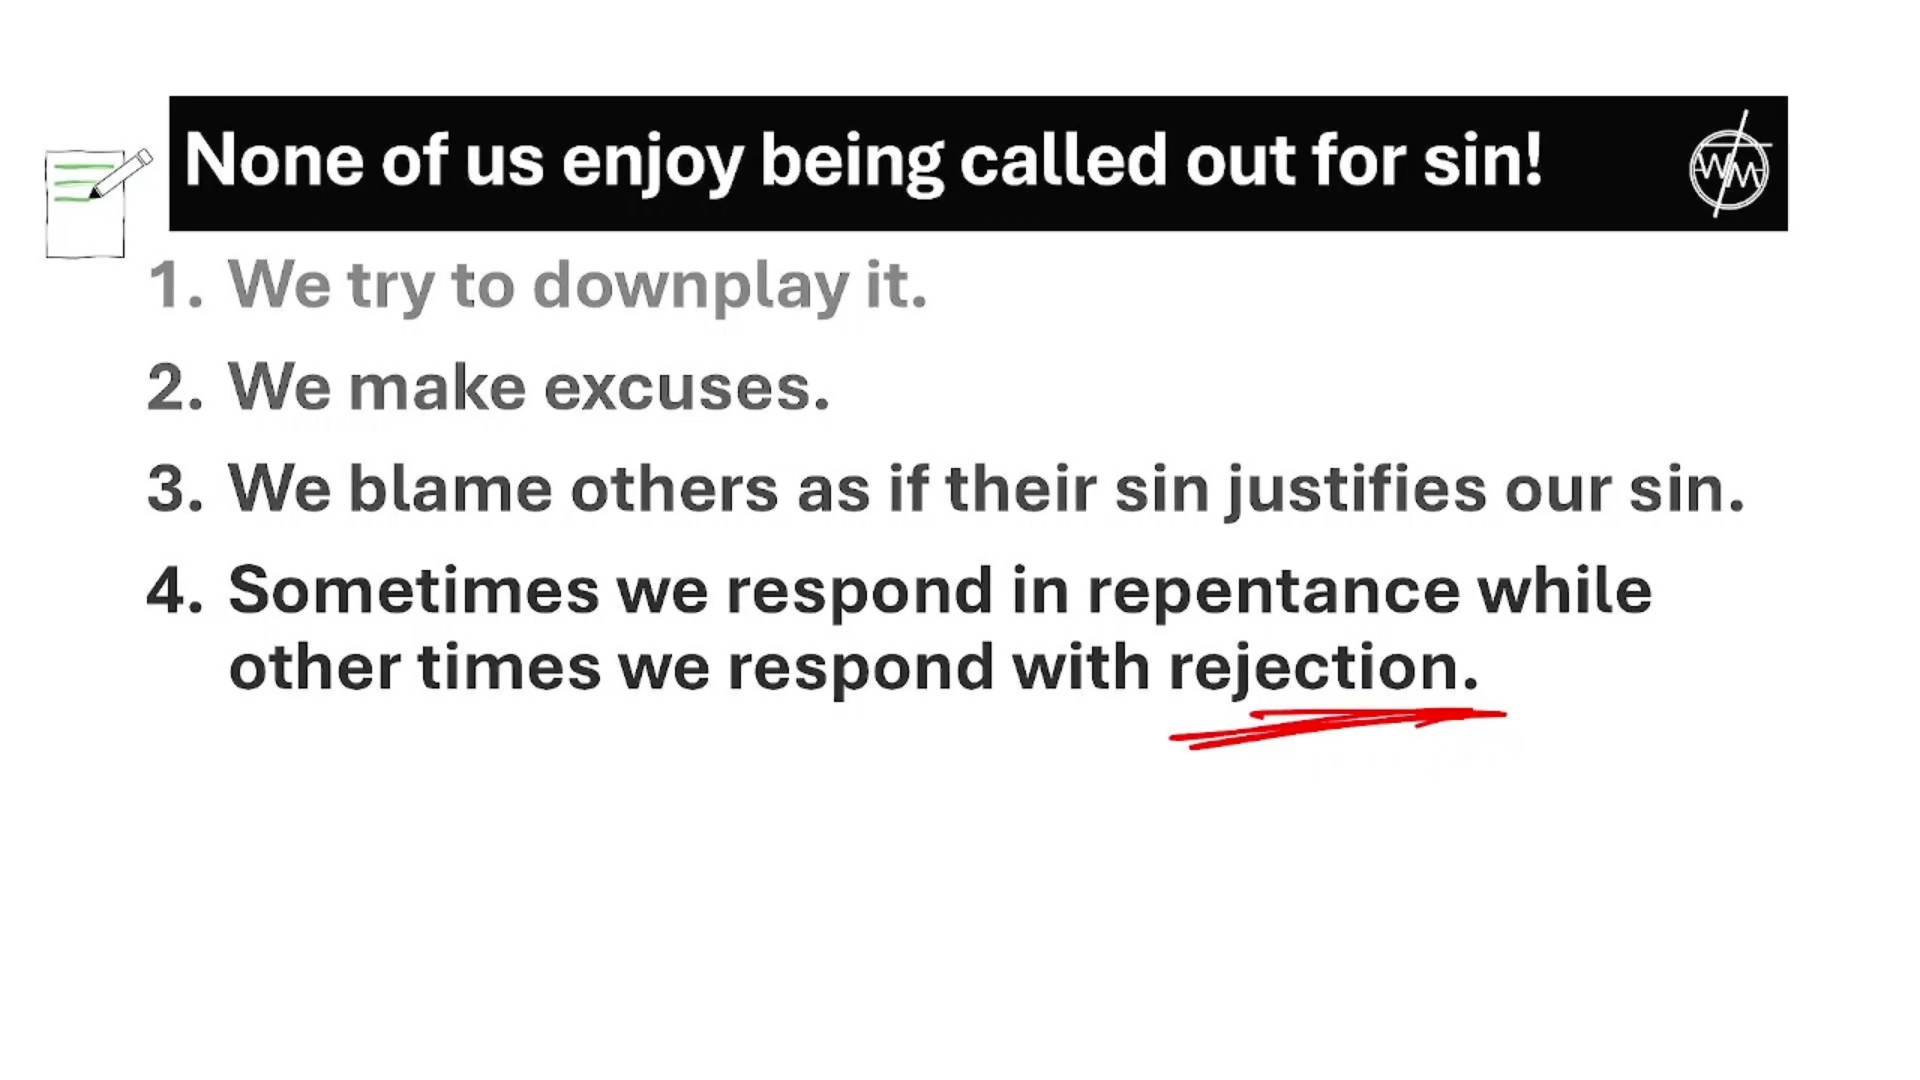 None of us enjoy being called out for sin!
WM
1. We try to downplay it.
2. We make excuses.
3. We blame others as if their sin justifies our sin.
4. Sometimes we respond in repentance while
other times we respond with rejection.